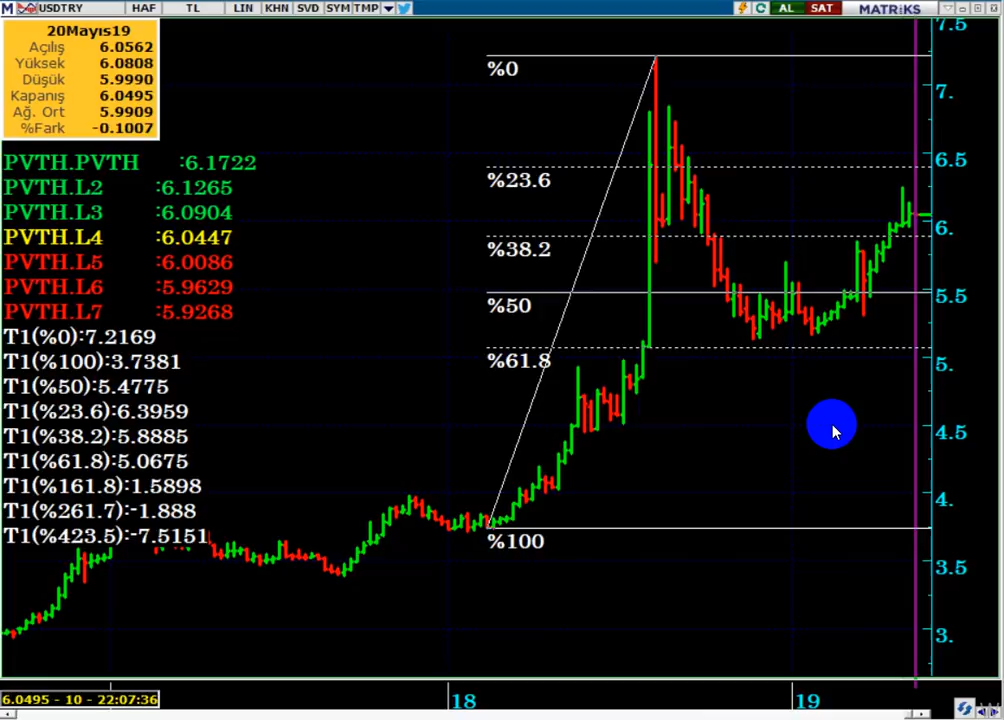 M USDTRY HAF TL LIN KHN SVD SYM TMP AL SAT MATRiKS
20Mayıs19
Açılış 6.0562
Yüksek 6.0808
Düşük 5.9990
Kapanış 6.0495
Ağ. Ort 5.9909
%Fark -0.1007
PVTH.PVTH :6.1722
PVTH.L2 :6.1265
PVTH.L3 :6.0904
PVTH.L4 :6.0447
PVTH.L5 :6.0086
PVTH.L6 :5.9629
PVTH.L7 :5.9268
T1(%0):7.2169
T1(%100):3.7381
T1(%50):5.4775
T1(%23.6):6.3959
T1(%38.2):5.8885
T1(%61.8):5.0675
T1(%161.8):1.5898
T1(%261.7):-1.888
T1(%423.5):-7.5151
%0
%23.6
%38.2
%50
%61.8
%100
7.5
7.
6.5
6.
5.5
5.
4.5
4.
3.5
3.
6.0495 - 10 - 22:07:36
18
19